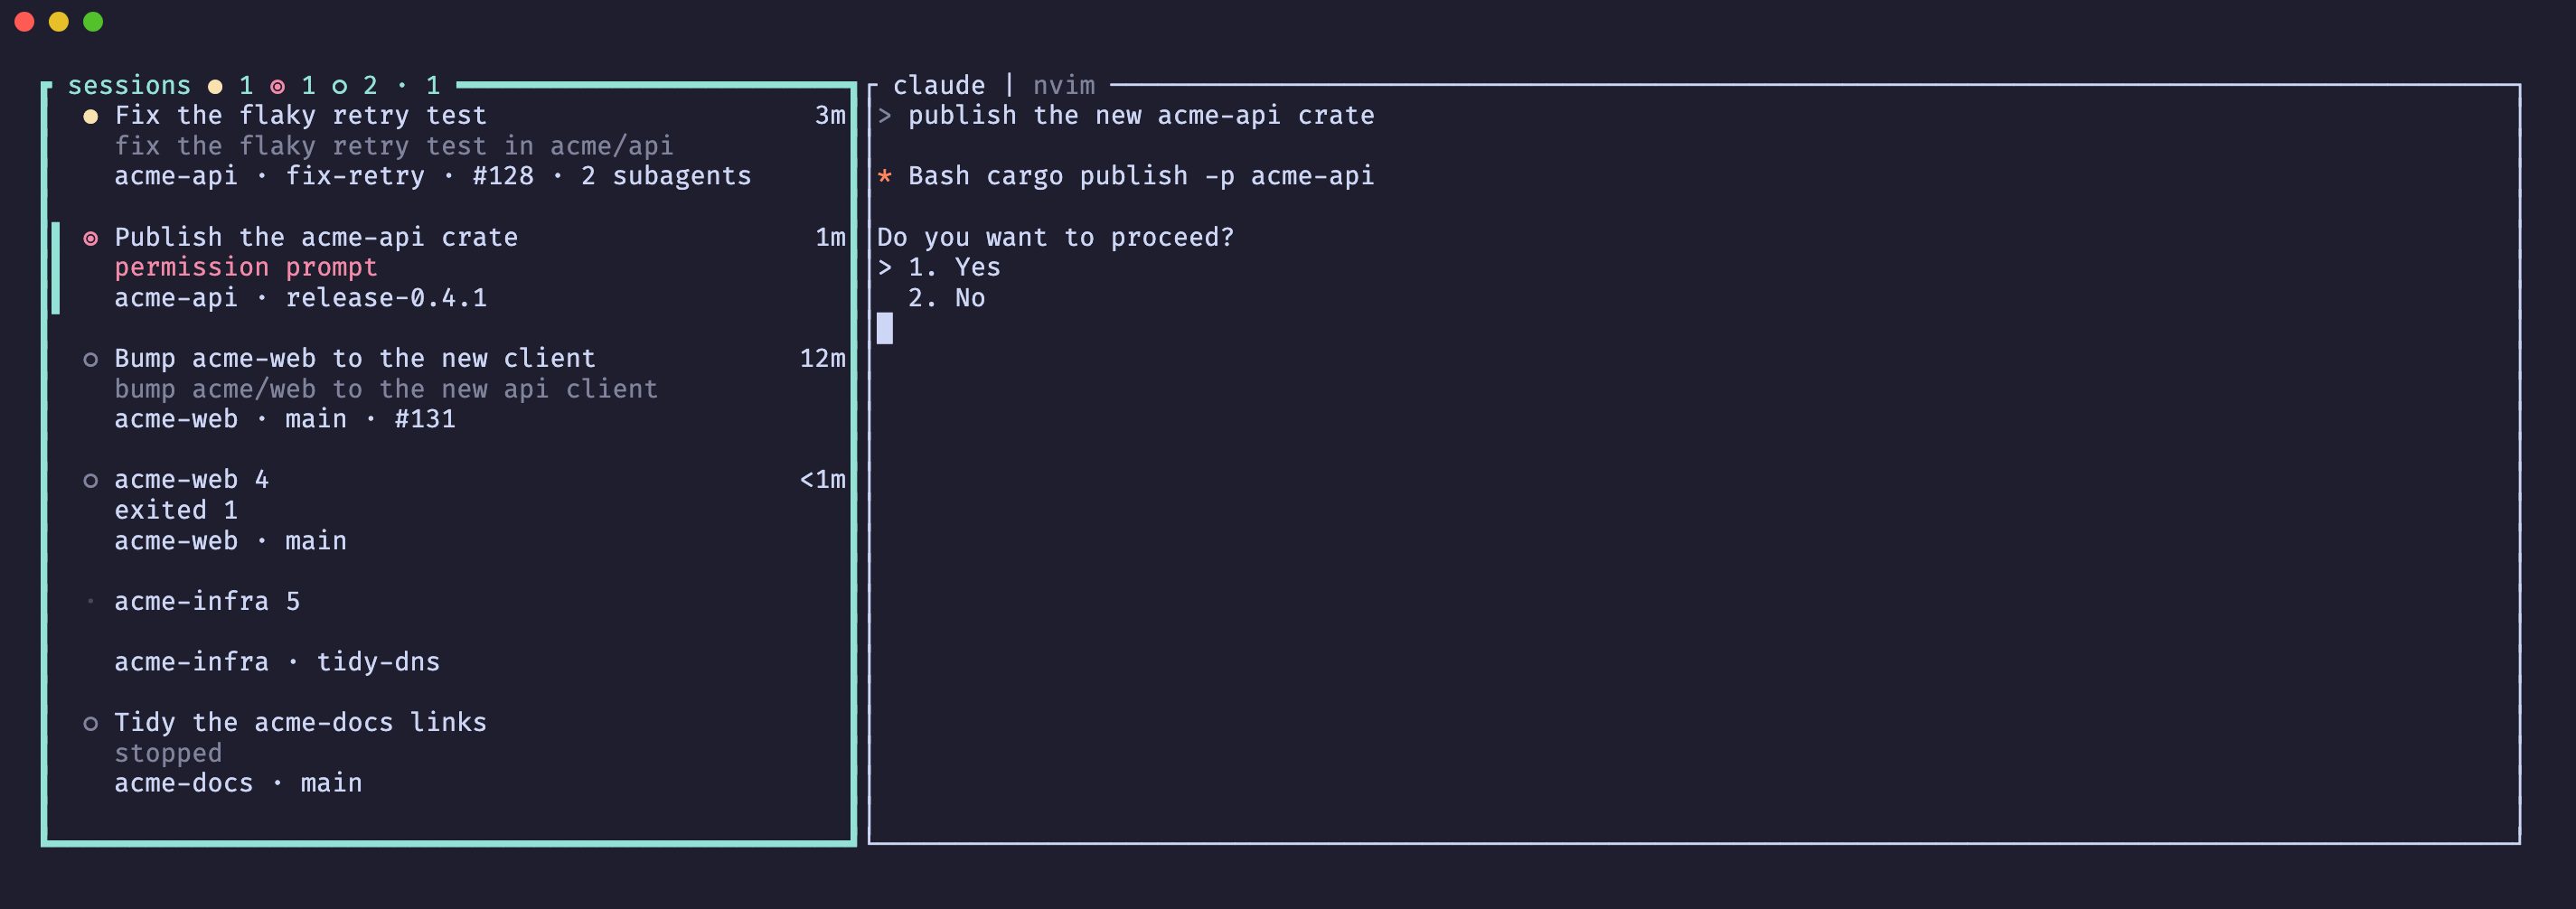 sessions ● 1 ◉ 1 ○ 2 · 1
● Fix the flaky retry test 3m
fix the flaky retry test in acme/api
acme-api · fix-retry · #128 · 2 subagents
◉ Publish the acme-api crate 1m
permission prompt
acme-api · release-0.4.1
○ Bump acme-web to the new client 12m
bump acme/web to the new api client
acme-web · main · #131
○ acme-web 4 <1m
exited 1
acme-web · main
· acme-infra 5
acme-infra · tidy-dns
○ Tidy the acme-docs links
stopped
acme-docs · main
claude | nvim
> publish the new acme-api crate
* Bash cargo publish -p acme-api
Do you want to proceed?
> 1. Yes
2. No